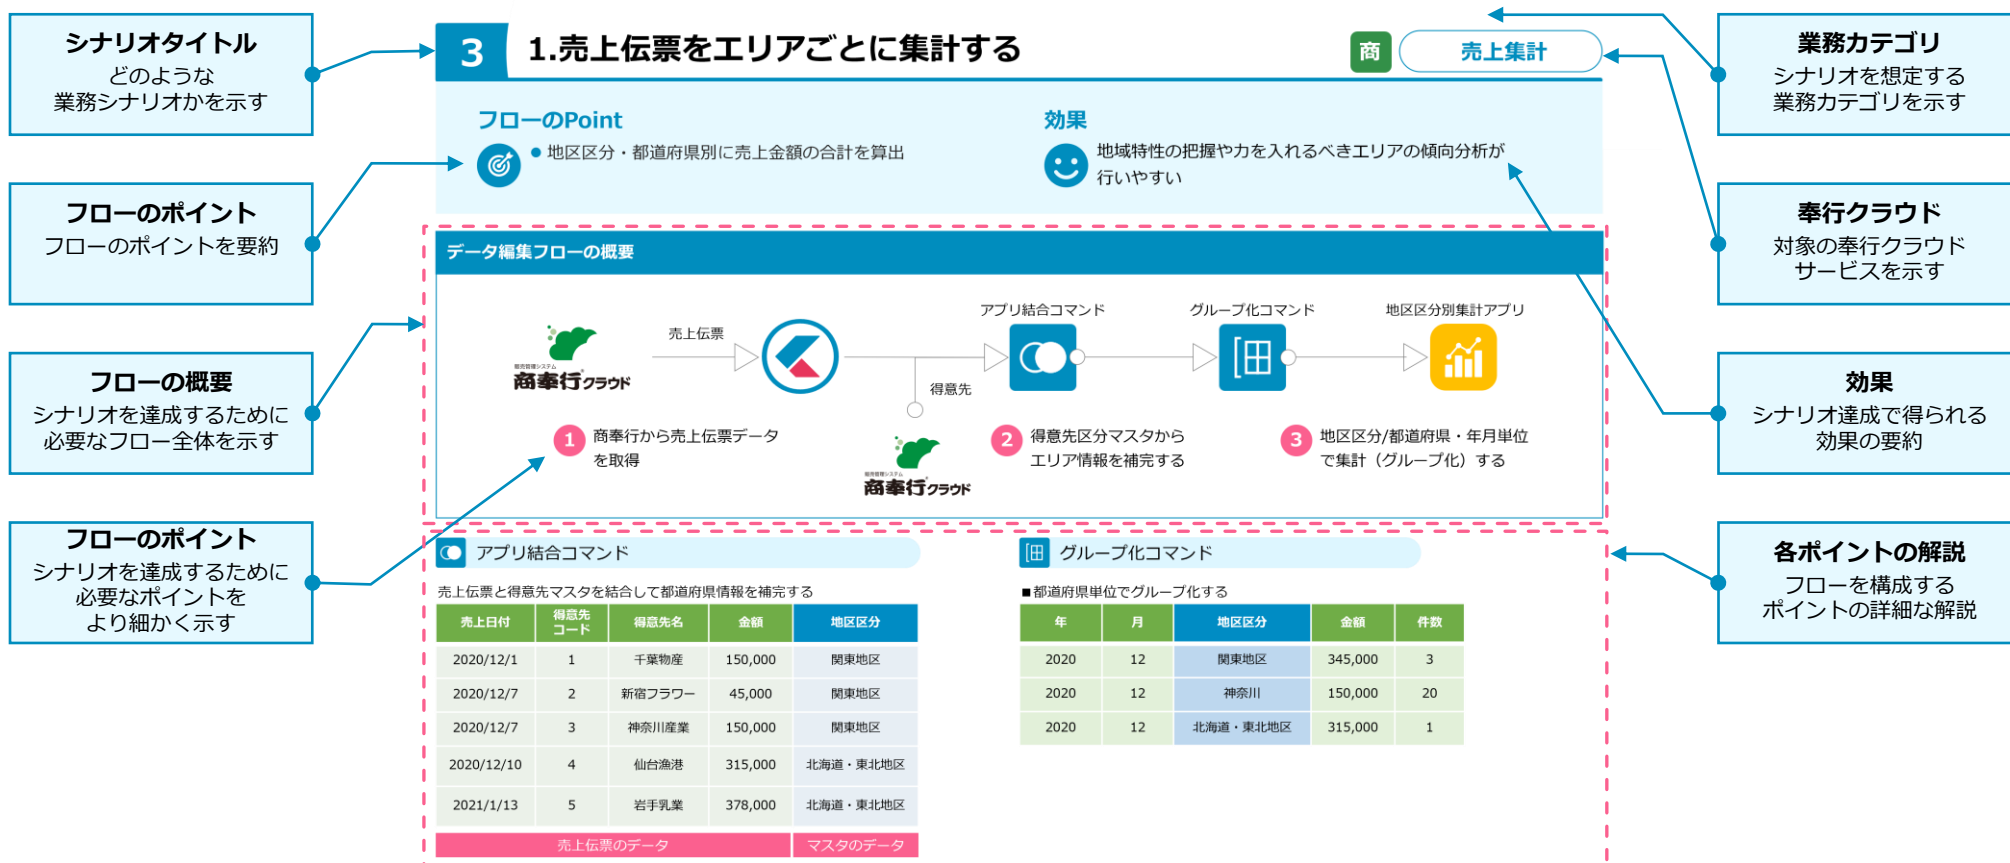 シナリオタイトル
どのような
業務シナリオかを示す
フローのポイント
フローのポイントを要約
フローの概要
シナリオを達成するために
必要なフロー全体を示す
フローのポイント
シナリオを達成するために
必要なポイントを
より細かく示す
3 1.売上伝票をエリアごとに集計する 商 売上集計
フローのPoint
● 地区区分・都道府県別に売上金額の合計を算出
効果
地域特性の把握や力を入れるべきエリアの傾向分析が
行いやすい
データ編集フローの概要
売上伝票
アプリ結合コマンド
グループ化コマンド
地区区分別集計アプリ
商奉行クラウド
得意先
商奉行クラウド
1 商奉行から売上伝票データ
を取得
2 得意先区分マスタから
エリア情報を補完する
3 地区区分/都道府県・年月単位
で集計（グループ化）する
アプリ結合コマンド
売上伝票と得意先マスタを結合して都道府県情報を補完する
売上日付 得意先コード 得意先名 金額 地区区分
2020/12/1 1 千葉物産 150,000 関東地区
2020/12/7 2 新宿フラワー 45,000 関東地区
2020/12/7 3 神奈川産業 150,000 関東地区
2020/12/10 4 仙台漁港 315,000 北海道・東北地区
2021/1/13 5 岩手乳業 378,000 北海道・東北地区
売上伝票のデータ マスタのデータ
グループ化コマンド
■都道府県単位でグループ化する
年 月 地区区分 金額 件数
2020 12 関東地区 345,000 3
2020 12 神奈川 150,000 20
2020 12 北海道・東北地区 315,000 1
業務カテゴリ
シナリオを想定する
業務カテゴリを示す
奉行クラウド
対象の奉行クラウド
サービスを示す
効果
シナリオ達成で得られる
効果の要約
各ポイントの解説
フローを構成する
ポイントの詳細な解説